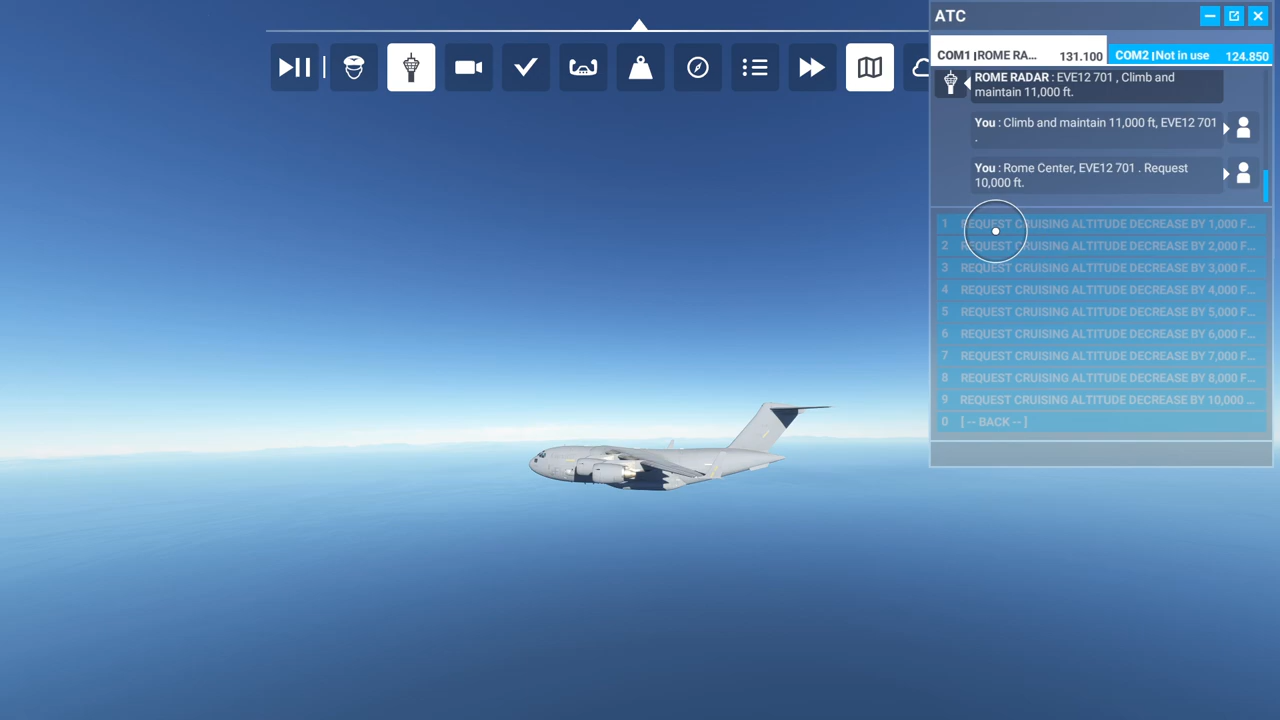 ATC
COM1 |ROME RA... 131.100 COM2 |Not in use 124.850
ROME RADAR : EVE12 701 , Climb and
maintain 11,000 ft.
You : Climb and maintain 11,000 ft, EVE12 701
.
You : Rome Center, EVE12 701 . Request
10,000 ft.
1 REQUEST CRUISING ALTITUDE DECREASE BY 1,000 F...
2 REQUEST CRUISING ALTITUDE DECREASE BY 2,000 F...
3 REQUEST CRUISING ALTITUDE DECREASE BY 3,000 F...
4 REQUEST CRUISING ALTITUDE DECREASE BY 4,000 F...
5 REQUEST CRUISING ALTITUDE DECREASE BY 5,000 F...
6 REQUEST CRUISING ALTITUDE DECREASE BY 6,000 F...
7 REQUEST CRUISING ALTITUDE DECREASE BY 7,000 F...
8 REQUEST CRUISING ALTITUDE DECREASE BY 8,000 F...
9 REQUEST CRUISING ALTITUDE DECREASE BY 10,000 ...
0 [ -- BACK -- ]